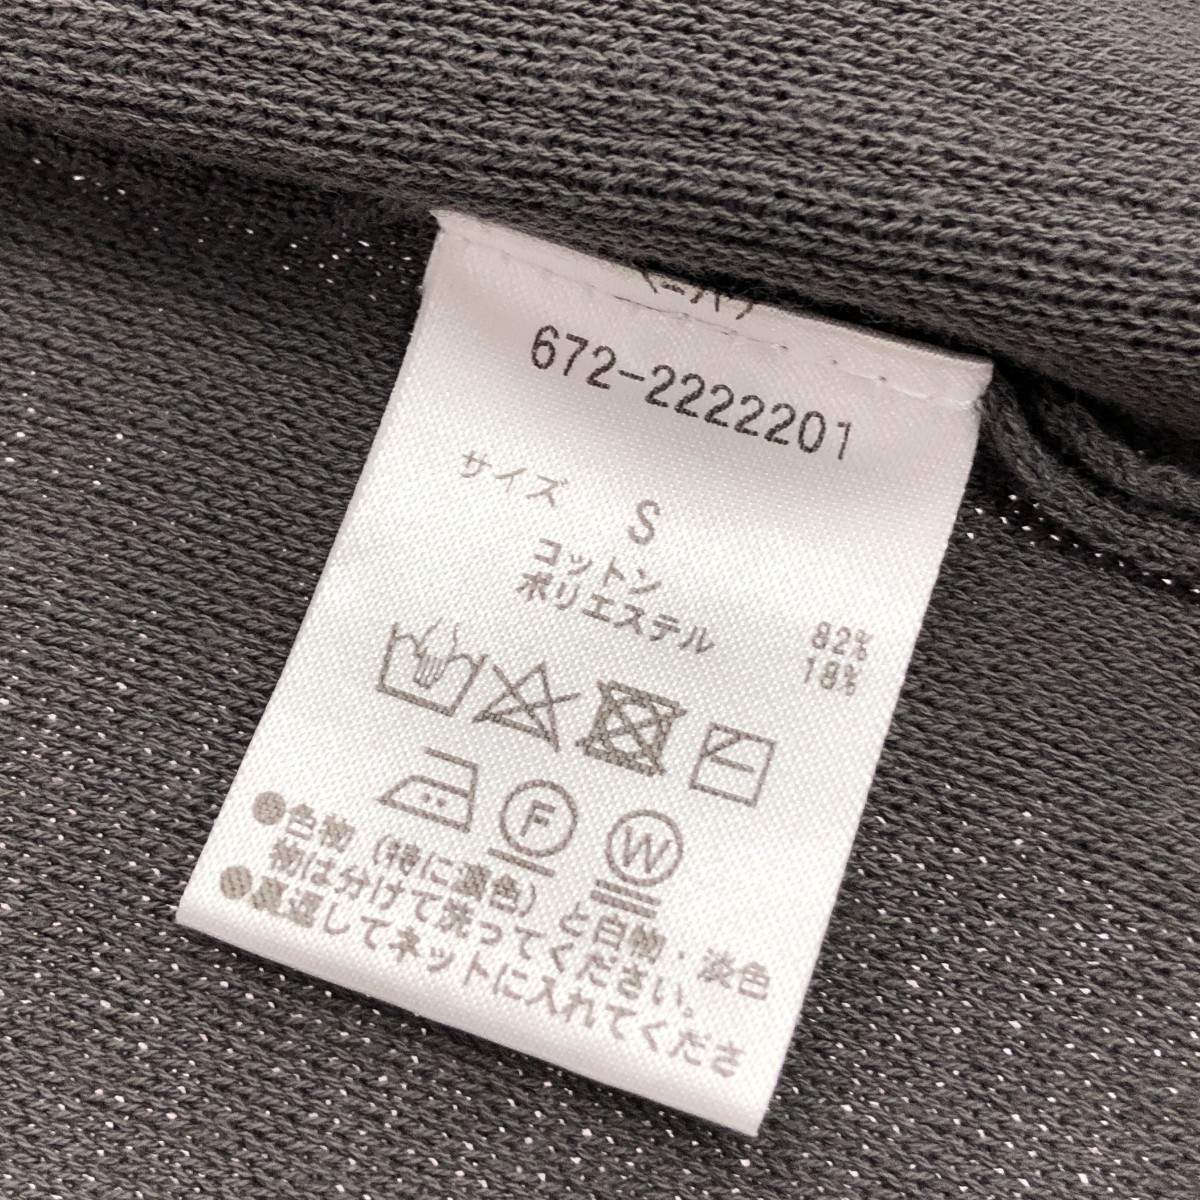 672-2222201
サイズ S
コットン 82%
ポリエステル 18%
F W
●色物(特に濃色)と白物、淡色
物は分けて洗ってください。
●裏返してネットに入れてくださ